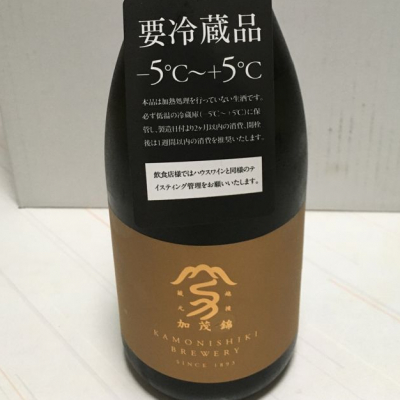 要冷蔵品
-5℃〜+5℃
本品は加熱処理を行っていない生酒です。
必ず低温の冷蔵庫(-5℃〜+5℃)に保
管し、製造日付より2ヶ月以内の消費、開栓
後は1週間以内の消費を推奨いたします。
飲食店様ではハウスワインと同様のテ
イスティング管理をお願いいたします。
加茂錦
KAMONISHIKI
BREWERY
SINCE 1893